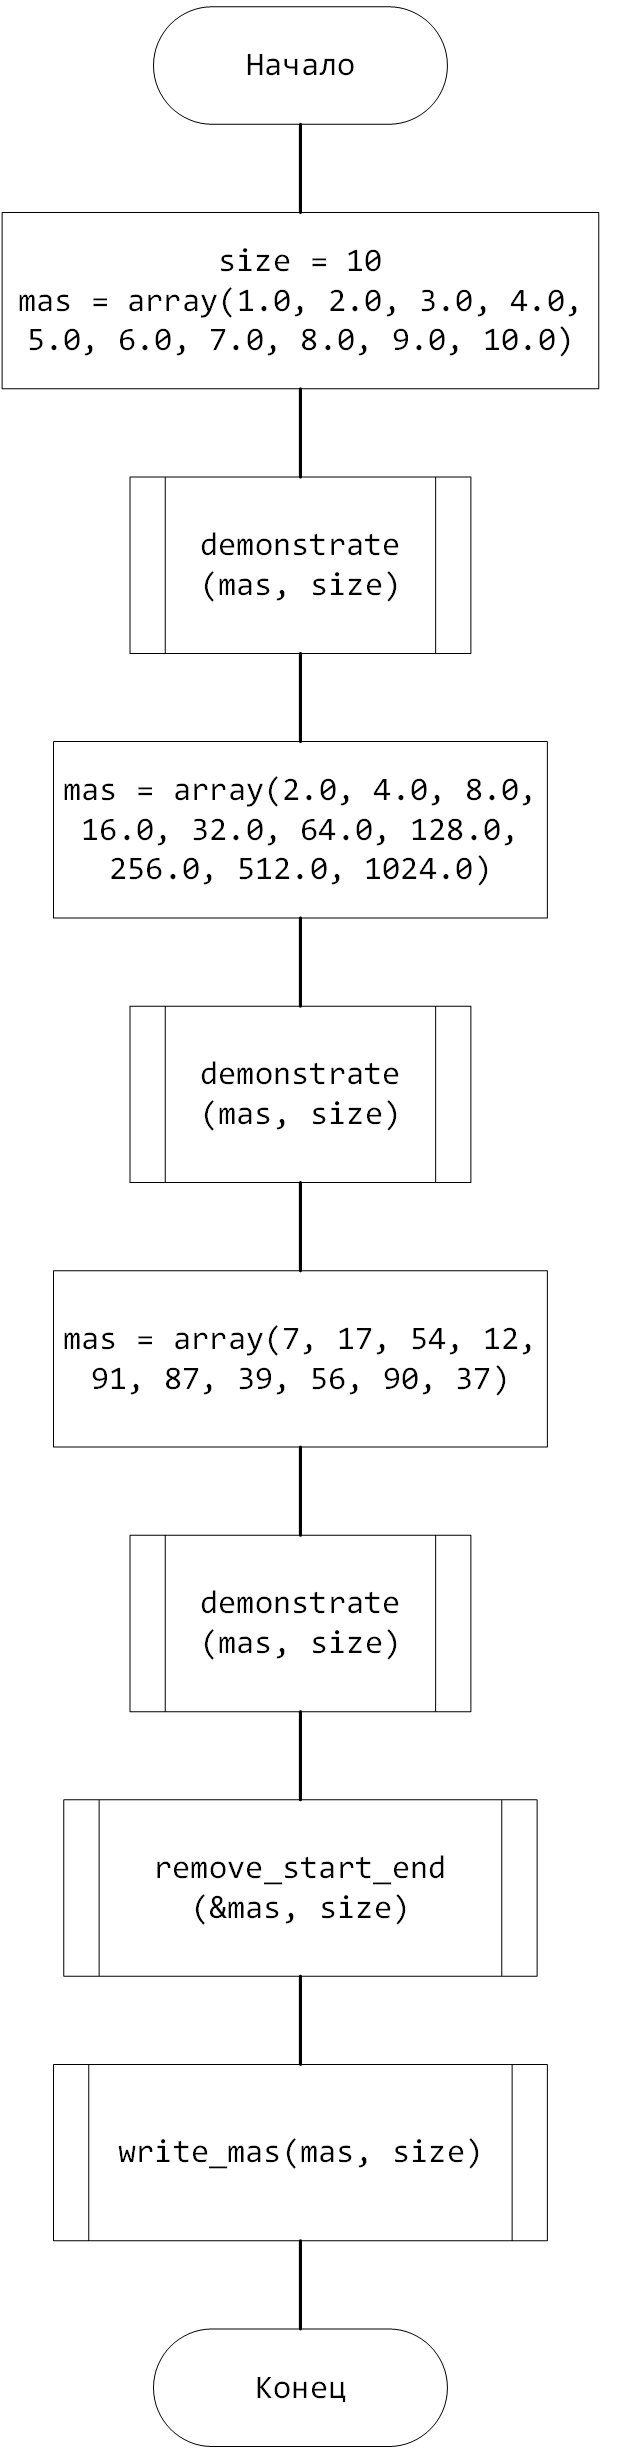 Начало
size = 10
mas = array(1.0, 2.0, 3.0, 4.0,
5.0, 6.0, 7.0, 8.0, 9.0, 10.0)
demonstrate
(mas, size)
mas = array(2.0, 4.0, 8.0,
16.0, 32.0, 64.0, 128.0,
256.0, 512.0, 1024.0)
demonstrate
(mas, size)
mas = array(7, 17, 54, 12,
91, 87, 39, 56, 90, 37)
demonstrate
(mas, size)
remove_start_end
(&mas, size)
write_mas(mas, size)
Конец